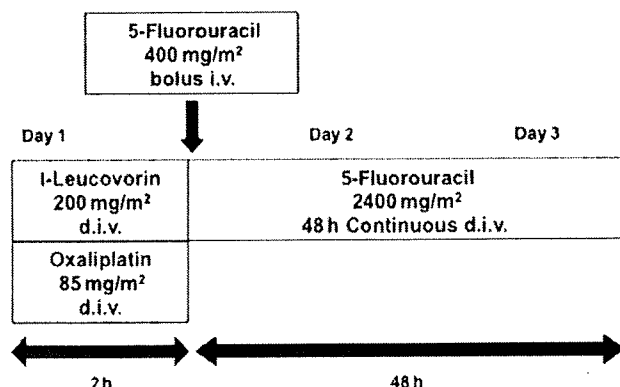 5-Fluorouracil
400 mg/m²
bolus i.v.
Day 1
Day 2
Day 3
l-Leucovorin
200 mg/m²
d.i.v.
5-Fluorouracil
2400 mg/m²
48 h Continuous d.i.v.
Oxaliplatin
85 mg/m²
d.i.v.
2 h
48 h